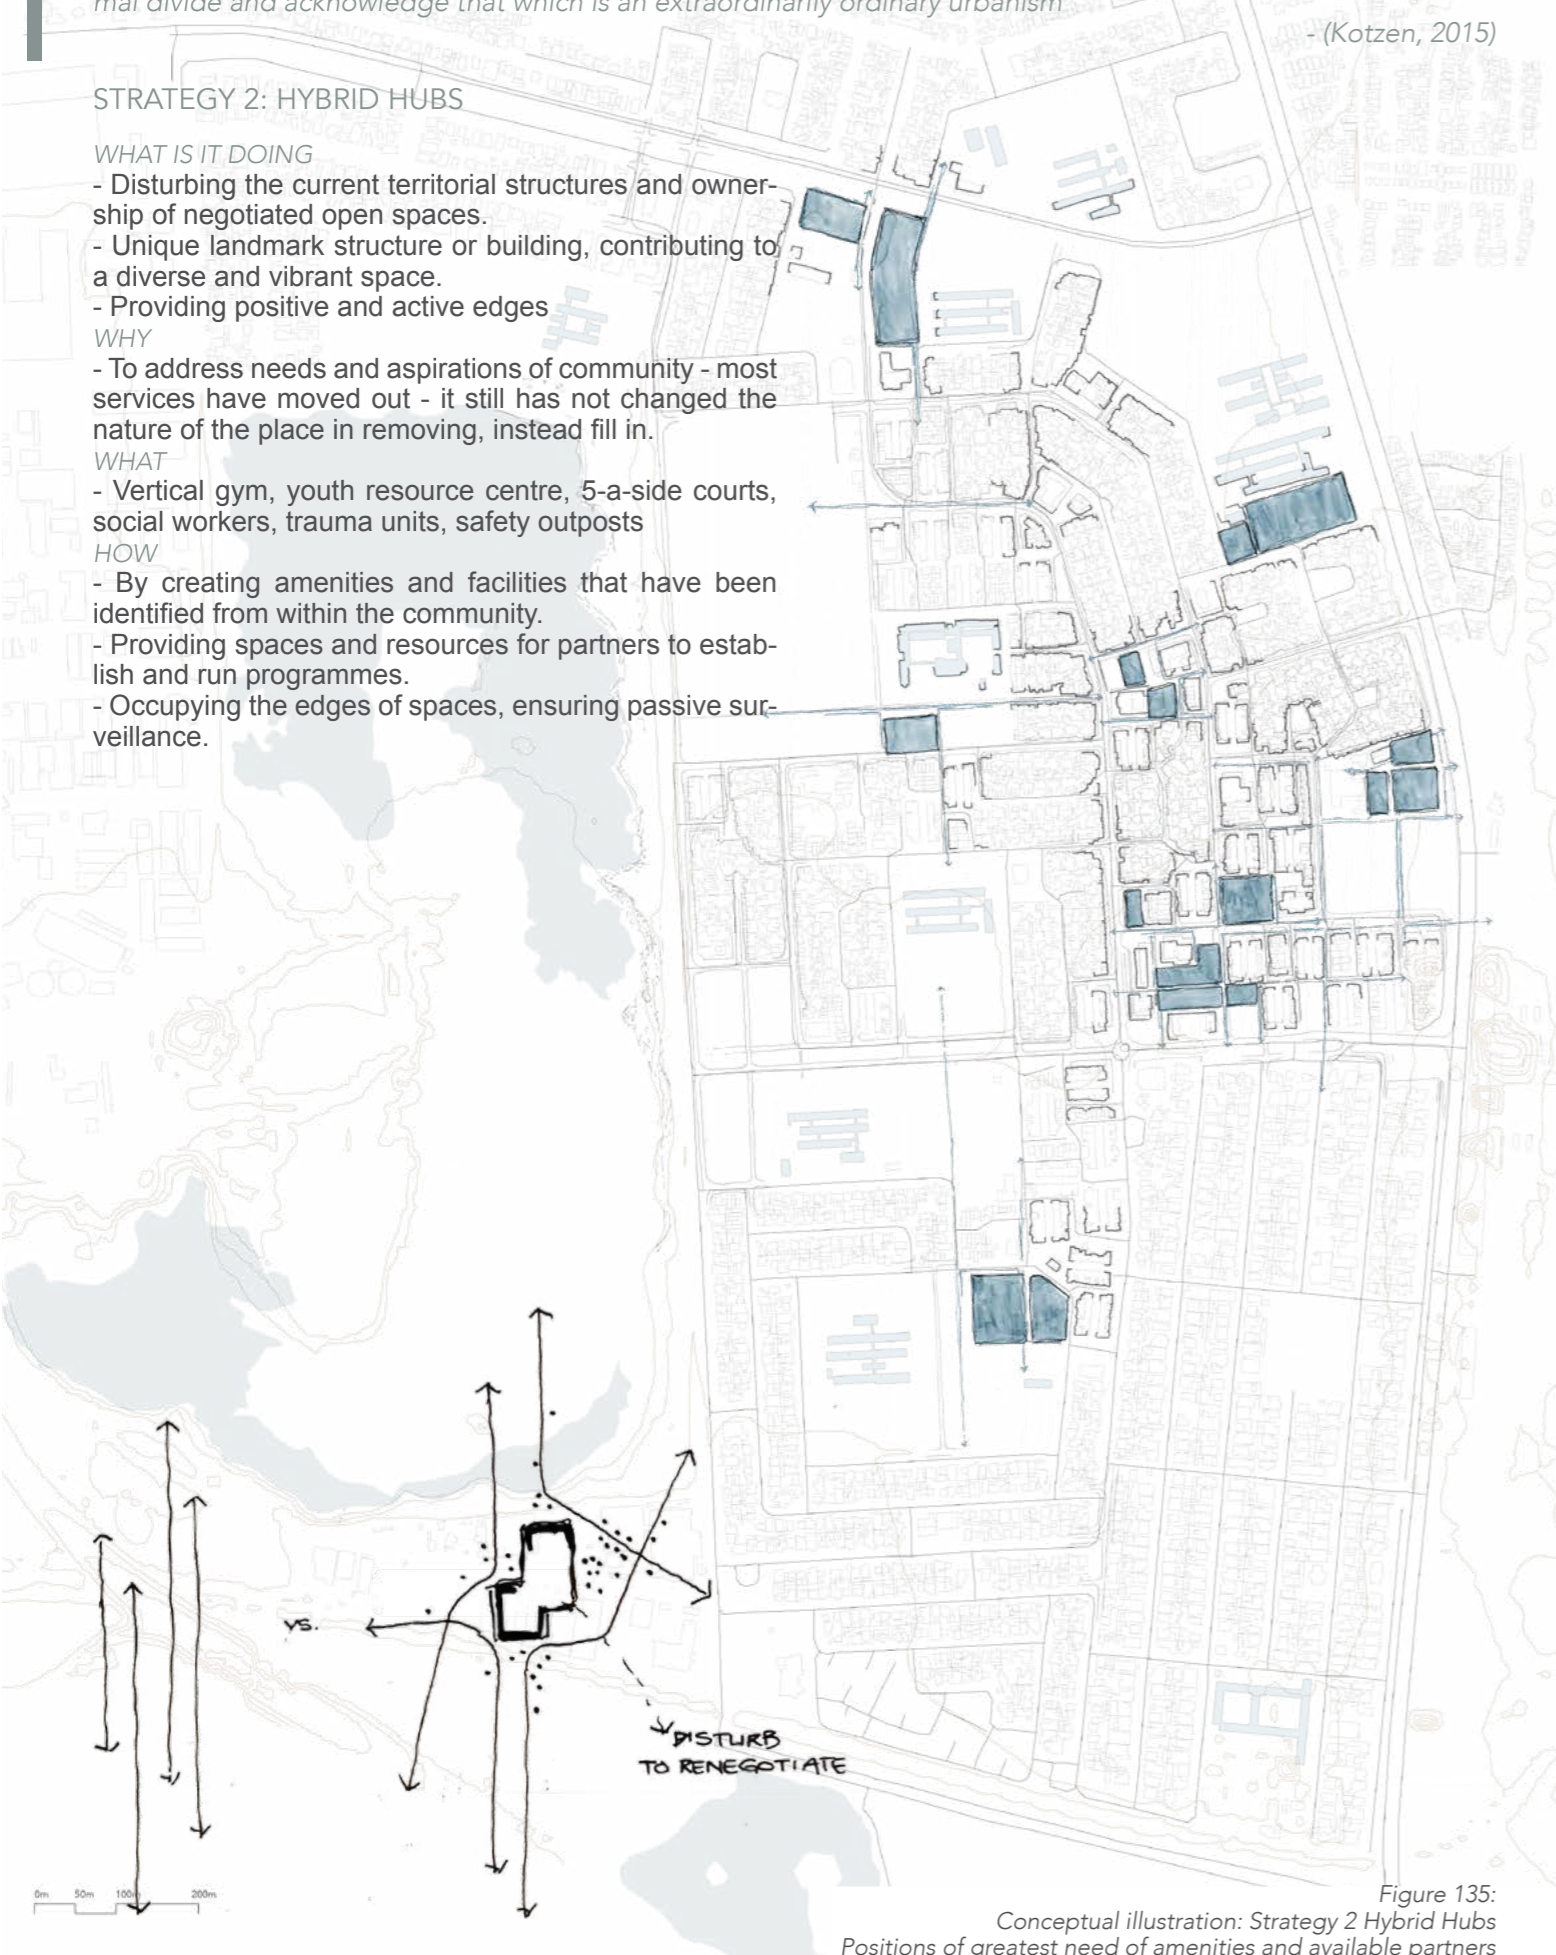 mal divide and acknowledge that which is an extraordinarily ordinary urbanism
- (Kotzen, 2015)
STRATEGY 2: HYBRID HUBS
WHAT IS IT DOING
- Disturbing the current territorial structures and owner-
ship of negotiated open spaces.
- Unique landmark structure or building, contributing to
a diverse and vibrant space.
- Providing positive and active edges
WHY
- To address needs and aspirations of community - most
services have moved out - it still has not changed the
nature of the place in removing, instead fill in.
WHAT
- Vertical gym, youth resource centre, 5-a-side courts,
social workers, trauma units, safety outposts
HOW
- By creating amenities and facilities that have been
identified from within the community.
- Providing spaces and resources for partners to estab-
lish and run programmes.
- Occupying the edges of spaces, ensuring passive sur-
veillance.
VS.
DISTURB
TO RENEGOTIATE
0m 50m 100m 200m
Figure 135:
Conceptual illustration: Strategy 2 Hybrid Hubs
Positions of greatest need of amenities and available partners